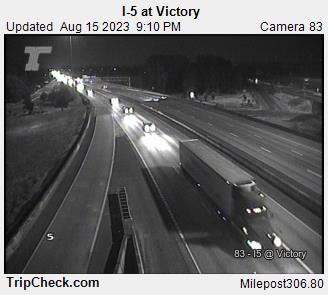 I-5 at Victory
Updated Aug 15 2023 9:10 PM Camera 83
T
S
83 - I5 @ Victory
TripCheck.com Milepost306.80